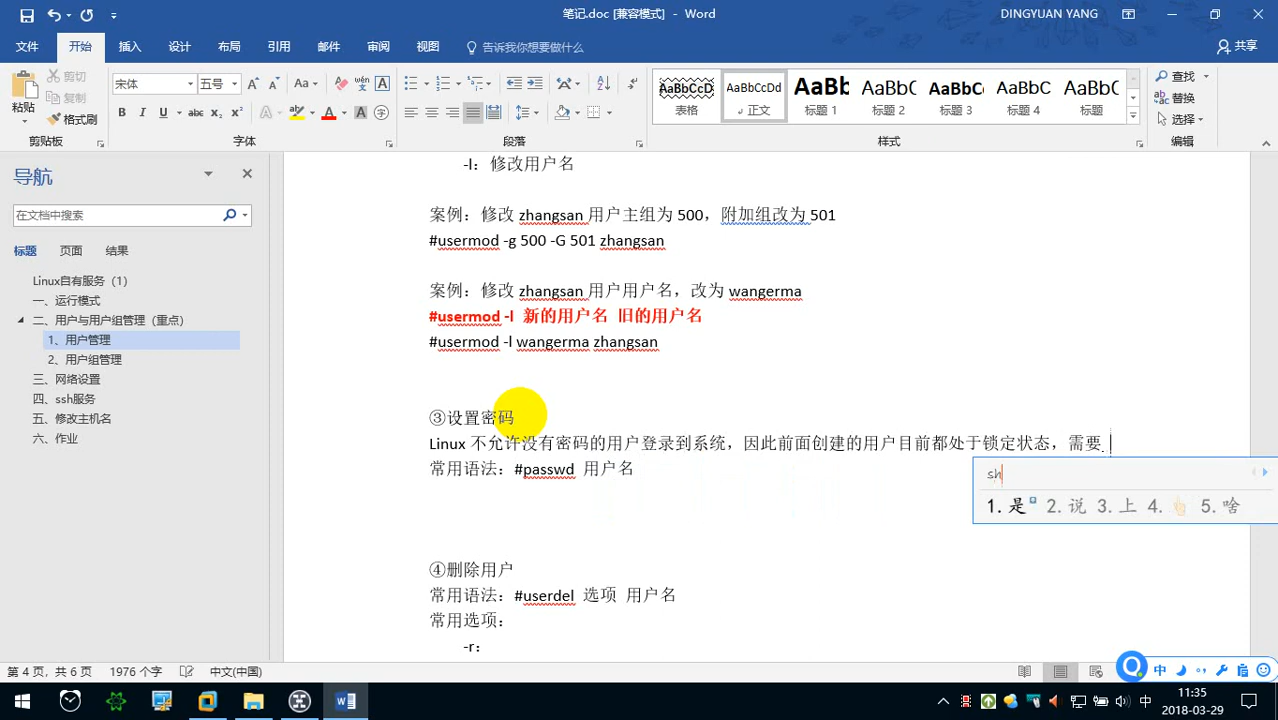 笔记.doc [兼容模式] - Word
DINGYUAN YANG
文件 开始 插入 设计 布局 引用 邮件 审阅 视图 告诉我你想要做什么 共享
粘贴
剪切
复制
格式刷
宋体 五号
AaBbCcD 表格
AaBbCcDd 正文
AaBb 标题 1
AaBbC 标题 2
AaBbC 标题 3
AaBbC 标题 4
AaBbC 标题
查找
替换
选择
剪贴板 字体 段落 样式 编辑
导航
在文档中搜索
标题 页面 结果
Linux自有服务（1）
一、运行模式
二、用户与用户组管理（重点）
1、用户管理
2、用户组管理
三、网络设置
四、ssh服务
五、修改主机名
六、作业
-l：修改用户名
案例：修改 zhangsan 用户主组为 500，附加组改为 501
#usermod -g 500 -G 501 zhangsan
案例：修改 zhangsan 用户用户名，改为 wangerma
#usermod -l 新的用户名 旧的用户名
#usermod -l wangerma zhangsan
③设置密码
Linux 不允许没有密码的用户登录到系统，因此前面创建的用户目前都处于锁定状态，需要
常用语法：#passwd 用户名
sh
1.是 2.说 3.上 4.👆 5.啥
④删除用户
常用语法：#userdel 选项 用户名
常用选项：
-r：
第 4 页，共 6 页 1976 个字 中文(中国)
中
中 11:35
2018-03-29